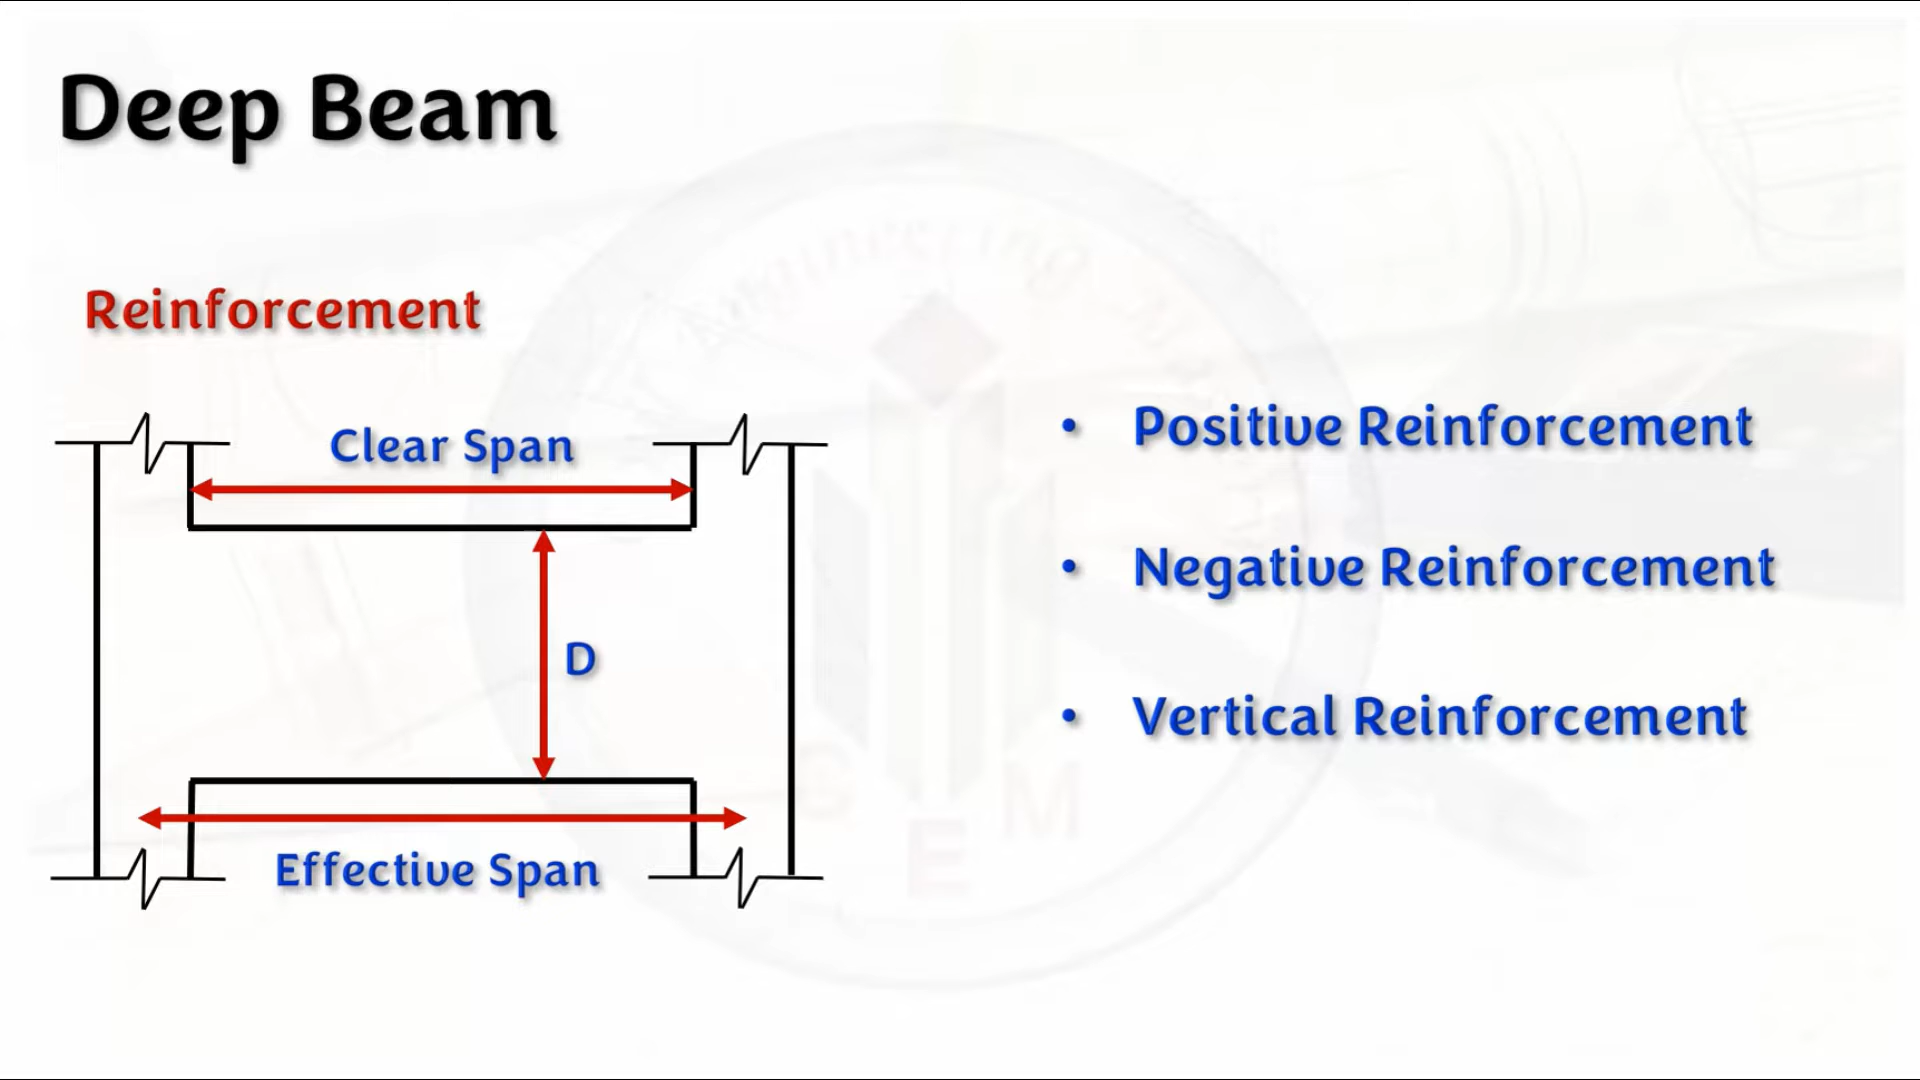 Deep Beam
Reinforcement
Clear Span
D
Effective Span
• Positive Reinforcement
• Negative Reinforcement
• Vertical Reinforcement
G
E
M